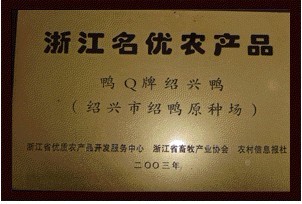 浙江名优农产品
鸭Q牌绍兴鸭
（绍兴市绍鸭原种场）
浙江省优质农产品开发服务中心 浙江省畜牧产业协会 农村信息报社
二〇〇三年